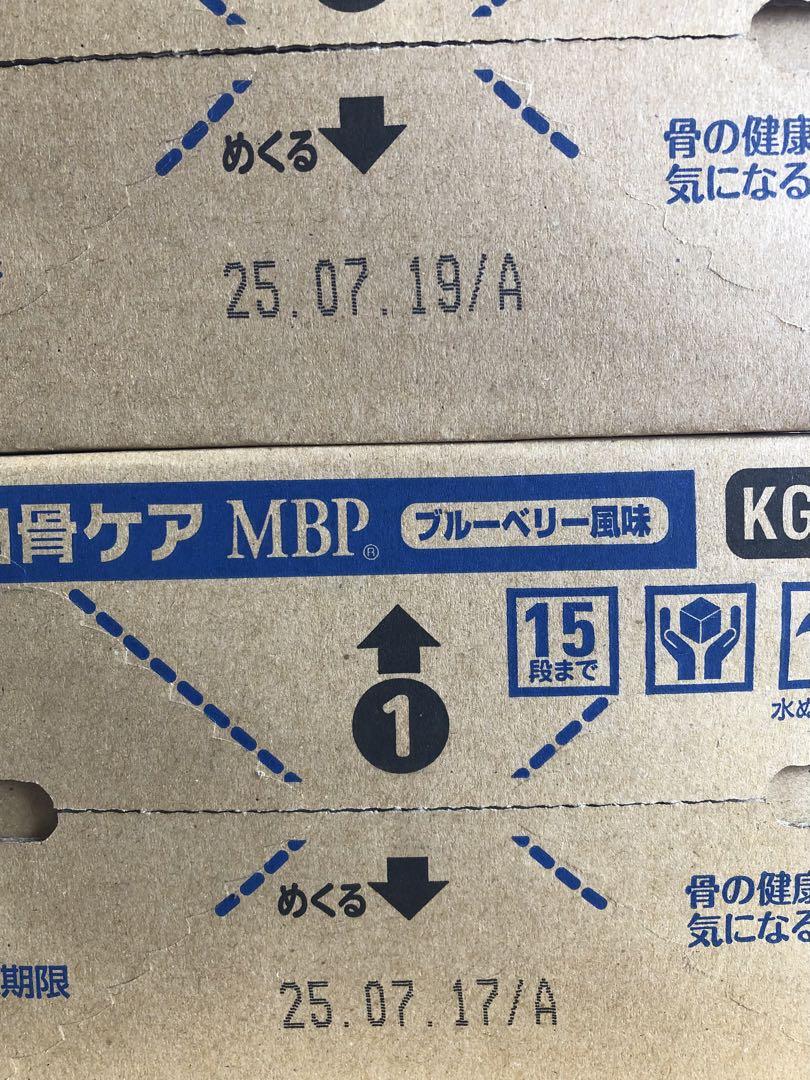 めくる
骨の健康
気になる
25.07.19/A
骨ケア MBP® ブルーベリー風味
KG
15
段まで
水ぬ
1
めくる
骨の健康
気になる
期限
25.07.17/A